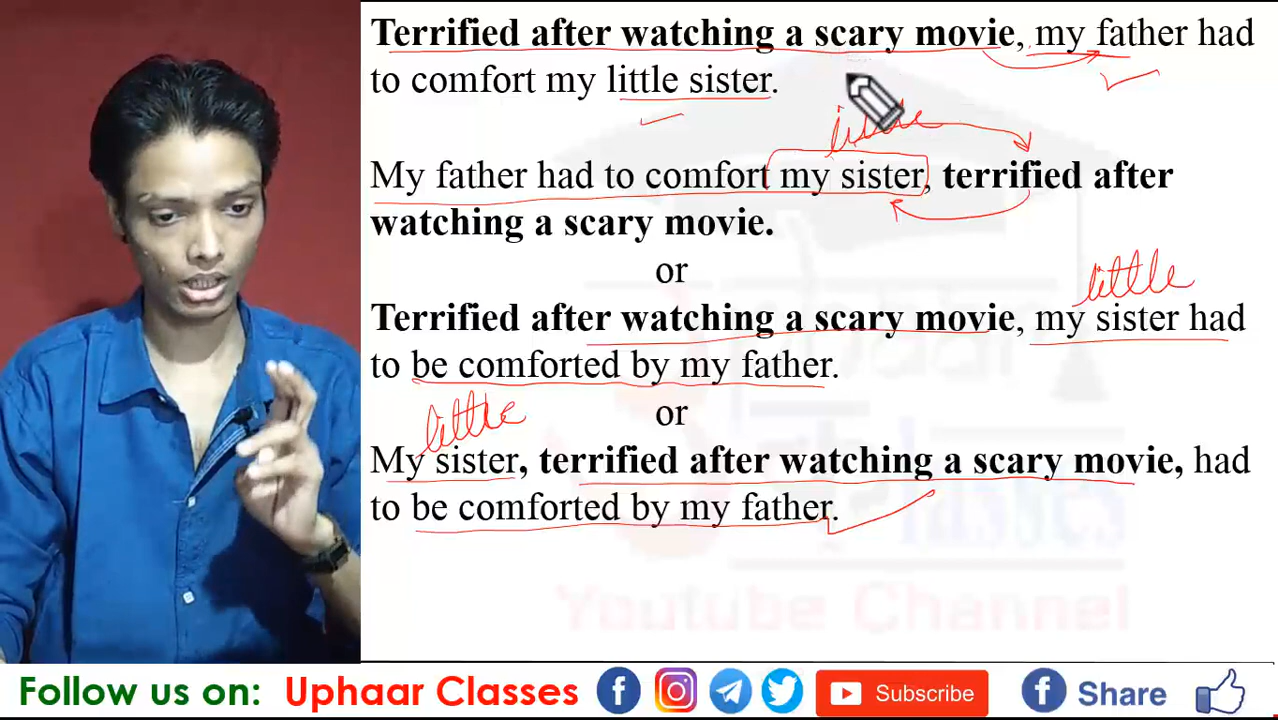 Terrified after watching a scary movie, my father had
to comfort my little sister.
little
My father had to comfort my sister, terrified after
watching a scary movie.
or
little
Terrified after watching a scary movie, my sister had
to be comforted by my father.
or
little
My sister, terrified after watching a scary movie, had
to be comforted by my father.
Youtube Channel
Follow us on: Uphaar Classes Subscribe Share